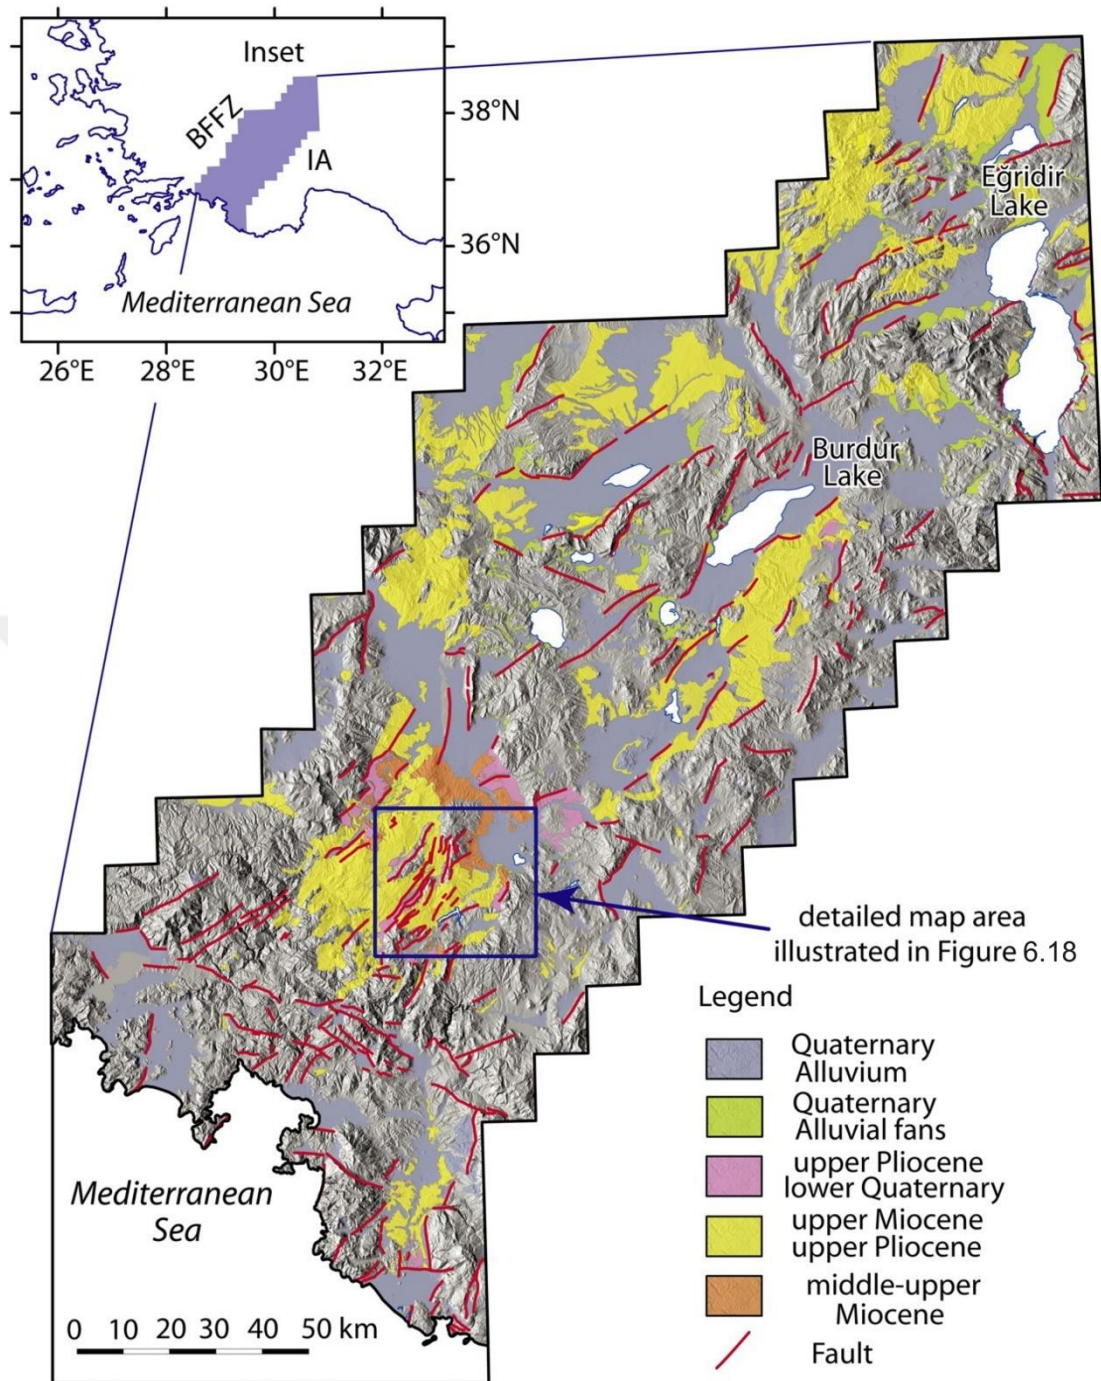 Inset
BFFZ
IA
38°N
36°N
Mediterranean Sea
26°E 28°E 30°E 32°E
Eğridir
Lake
Burdur
Lake
detailed map area
illustrated in Figure 6.18
Legend
Quaternary
Alluvium
Quaternary
Alluvial fans
upper Pliocene
lower Quaternary
upper Miocene
upper Pliocene
middle-upper
Miocene
Fault
Mediterranean
Sea
0 10 20 30 40 50 km